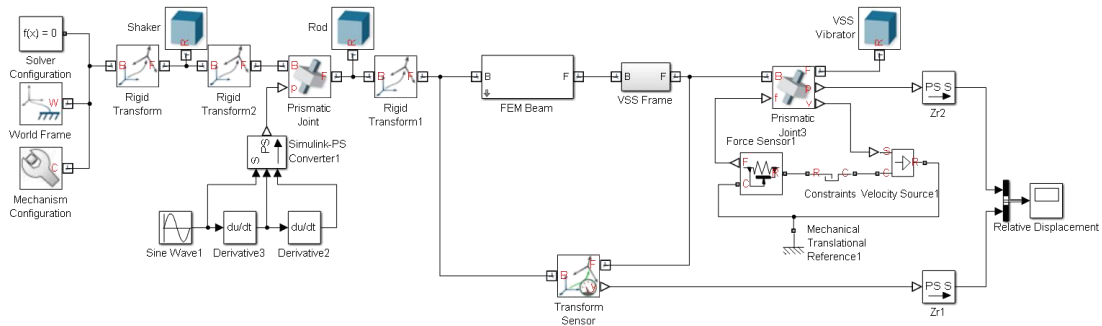 Shaker
Rod
VSS
Vibrator
f(x) = 0
Solver
Configuration
W
World Frame
C
Mechanism
Configuration
B
F
Rigid
Transform
R
B
F
Rigid
Transform2
B
F
p
Prismatic
Joint
R
B
F
Rigid
Transform1
S PS
Simulink-PS
Converter1
Sine Wave1
du/dt
Derivative3
du/dt
Derivative2
B
F
FEM Beam
B
F
VSS Frame
R
B
F
f
p
v
Prismatic
Joint3
PS S
Zr2
Force Sensor1
F
R
C
R
C
Constraints
S
R
C
Velocity Source1
Mechanical
Translational
Reference1
Relative Displacement
B
F
Transform
Sensor
PS S
Zr1